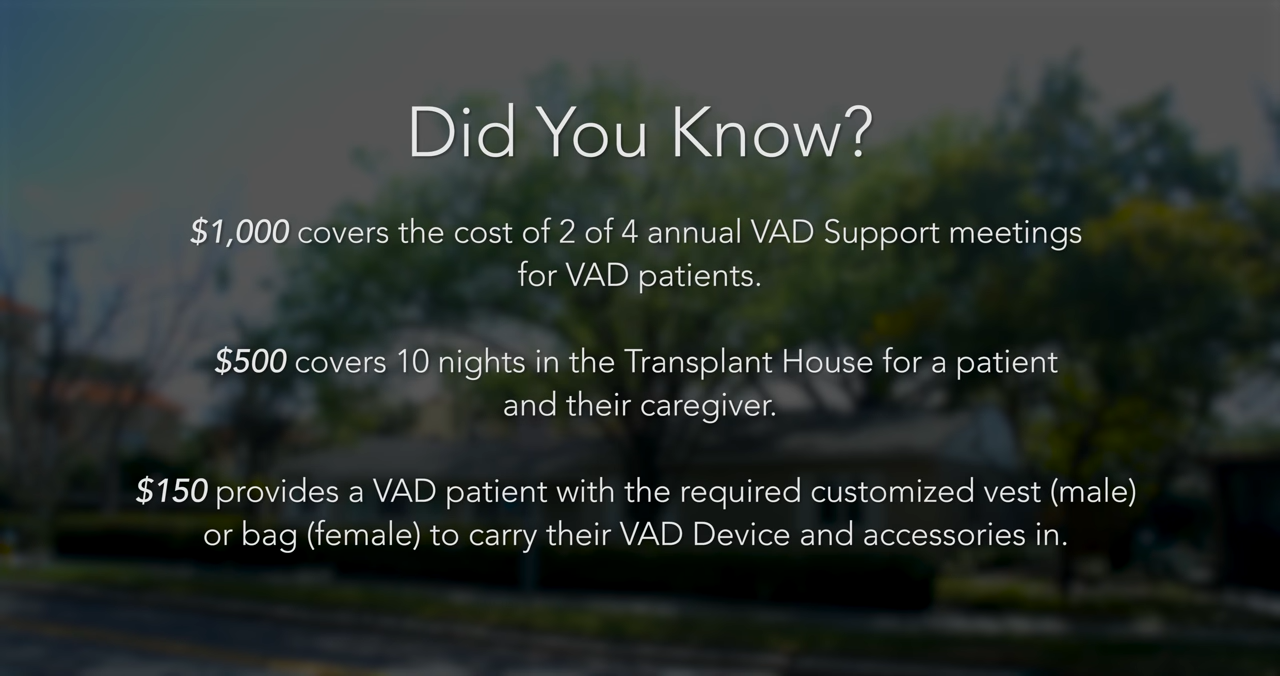 Did You Know?
$1,000 covers the cost of 2 of 4 annual VAD Support meetings
for VAD patients.
$500 covers 10 nights in the Transplant House for a patient
and their caregiver.
$150 provides a VAD patient with the required customized vest (male)
or bag (female) to carry their VAD Device and accessories in.